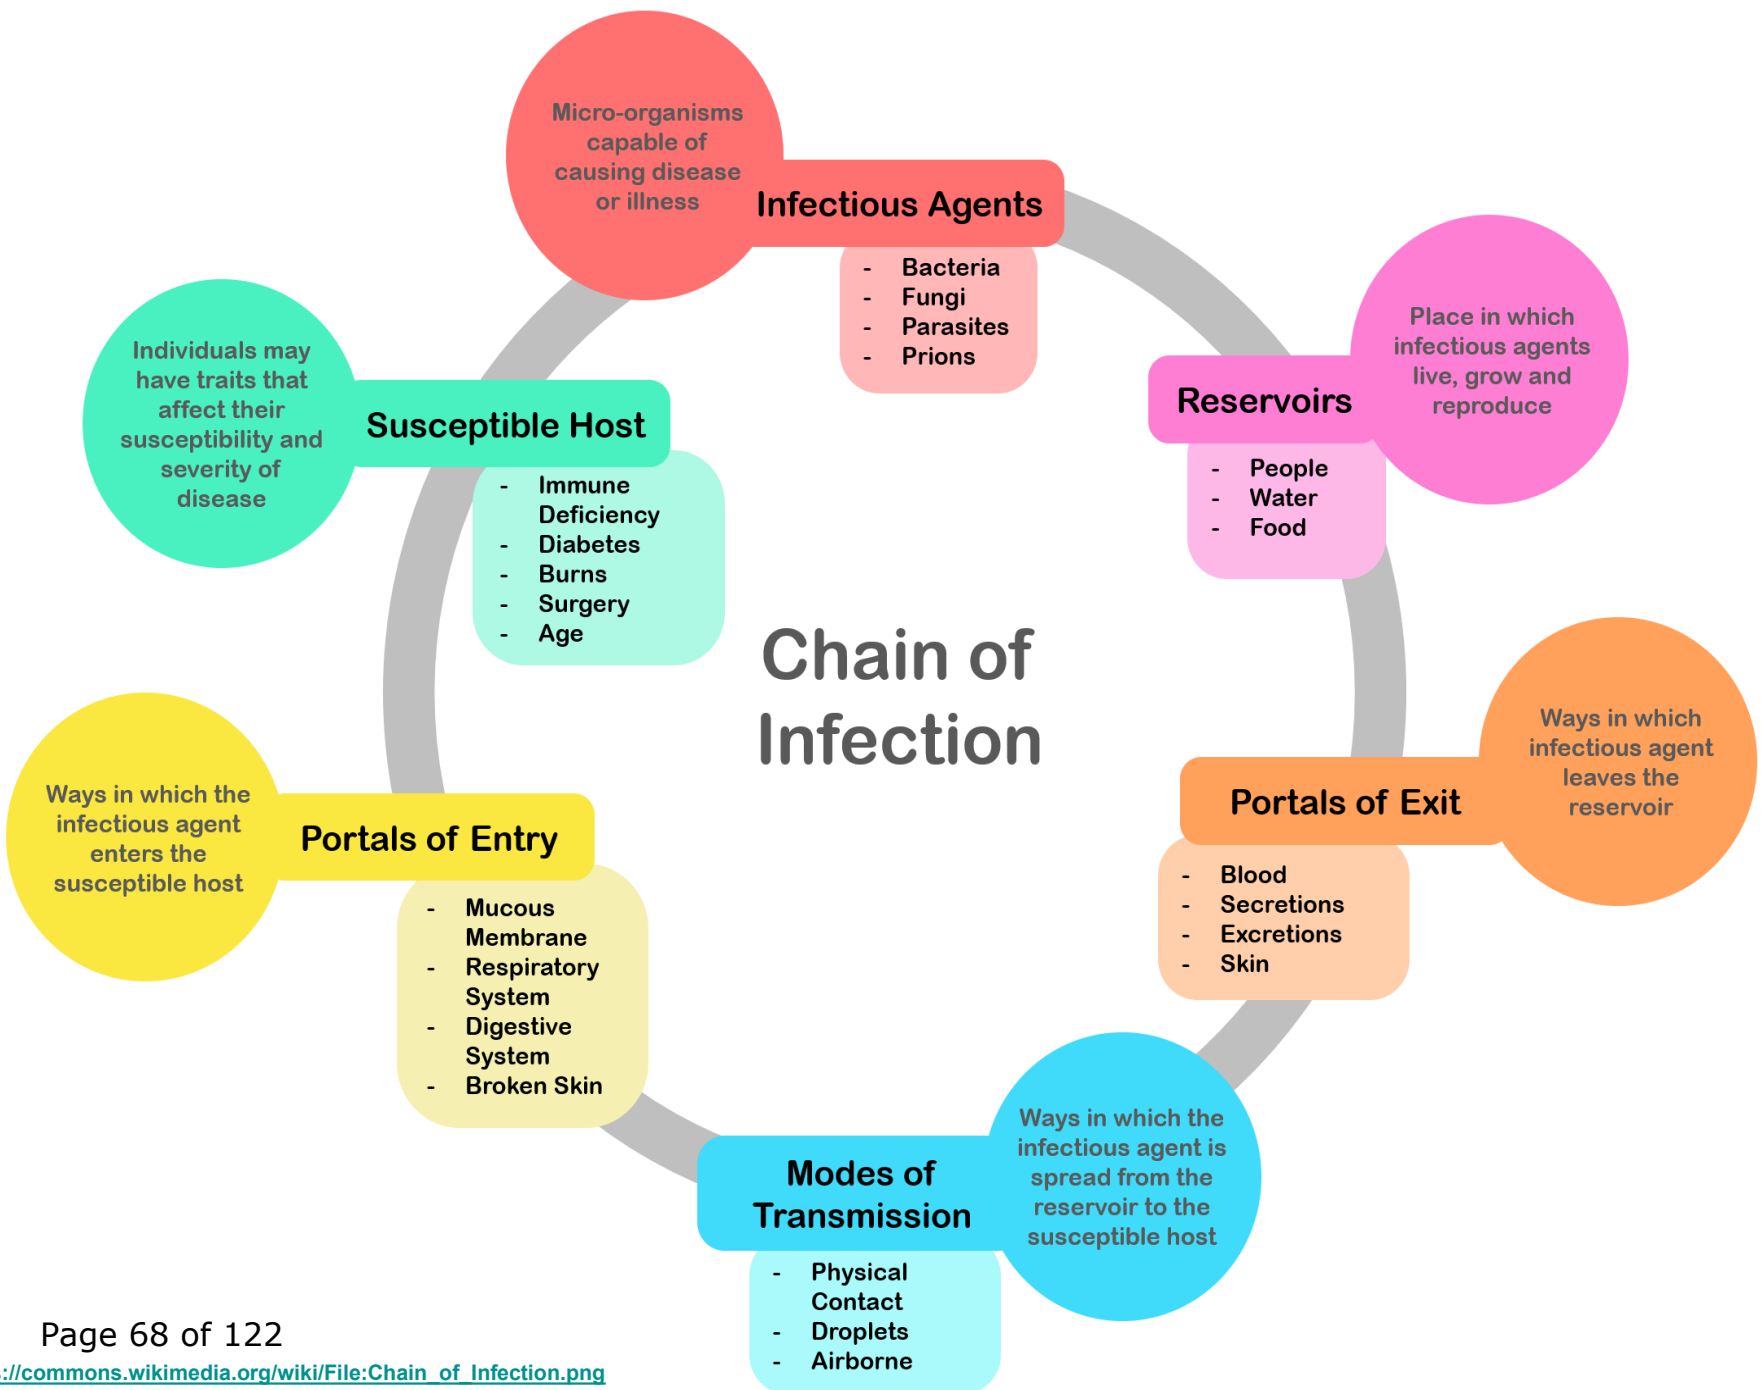 Micro-organisms
capable of
causing disease
or illness
Infectious Agents
- Bacteria
- Fungi
- Parasites
- Prions
Place in which
infectious agents
live, grow and
reproduce
Reservoirs
- People
- Water
- Food
Individuals may
have traits that
affect their
susceptibility and
severity of
disease
Susceptible Host
- Immune
Deficiency
- Diabetes
- Burns
- Surgery
- Age
Chain of
Infection
Ways in which
infectious agent
leaves the
reservoir
Portals of Exit
- Blood
- Secretions
- Excretions
- Skin
Ways in which the
infectious agent
enters the
susceptible host
Portals of Entry
- Mucous
Membrane
- Respiratory
System
- Digestive
System
- Broken Skin
Ways in which the
infectious agent is
spread from the
reservoir to the
susceptible host
Modes of
Transmission
- Physical
Contact
- Droplets
- Airborne
Page 68 of 122
://commons.wikimedia.org/wiki/File:Chain_of_Infection.png